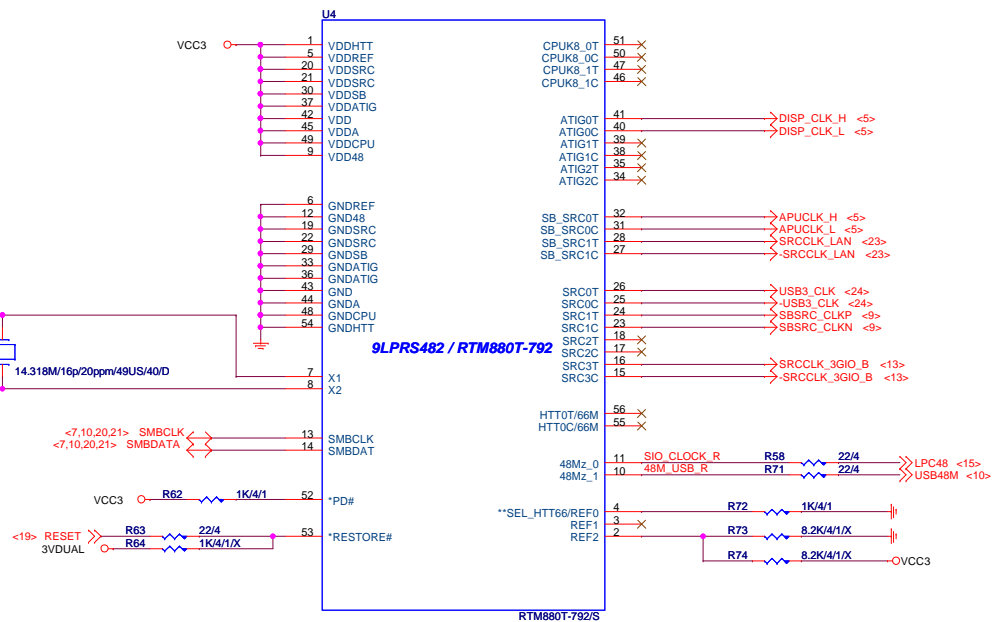 U4
VCC3
1 VDDHTT
5 VDDREF
20 VDDSRC
21 VDDSRC
30 VDDSB
37 VDDATIG
42 VDD
45 VDDA
49 VDDCPU
9 VDD48
6 GNDREF
12 GND48
19 GNDSRC
22 GNDSRC
29 GNDSB
33 GNDATIG
36 GNDATIG
43 GND
44 GNDA
48 GNDCPU
54 GNDHTT
14.318M/16p/20ppm/49US/40/D
7 X1
8 X2
<7,10,20,21> SMBCLK 13 SMBCLK
<7,10,20,21> SMBDATA 14 SMBDAT
VCC3 R62 1K/4/1 52 *PD#
<19> RESET R63 22/4 53 *RESTORE#
3VDUAL R64 1K/4/1/X
9LPRS482 / RTM880T-792
CPUK8_0T 51
CPUK8_0C 50
CPUK8_1T 47
CPUK8_1C 46
ATIG0T 41 DISP_CLK_H <5>
ATIG0C 40 DISP_CLK_L <5>
ATIG1T 39
ATIG1C 38
ATIG2T 35
ATIG2C 34
SB_SRC0T 32 APUCLK_H <5>
SB_SRC0C 31 APUCLK_L <5>
SB_SRC1T 28 SRCCLK_LAN <23>
SB_SRC1C 27 -SRCCLK_LAN <23>
SRC0T 26 USB3_CLK <24>
SRC0C 25 -USB3_CLK <24>
SRC1T 24 SBSRC_CLKP <9>
SRC1C 23 SBSRC_CLKN <9>
SRC2T 18
SRC2C 17
SRC3T 16 SRCCLK_3GIO_B <13>
SRC3C 15 -SRCCLK_3GIO_B <13>
HTT0T/66M 56
HTT0C/66M 55
48Mz_0 11 SIO_CLOCK_R R58 22/4 LPC48 <15>
48Mz_1 10 48M_USB_R R71 22/4 USB48M <10>
**SEL_HTT66/REF0 4 R72 1K/4/1
REF1 3
REF2 2 R73 8.2K/4/1/X
R74 8.2K/4/1/X VCC3
RTM880T-792/S